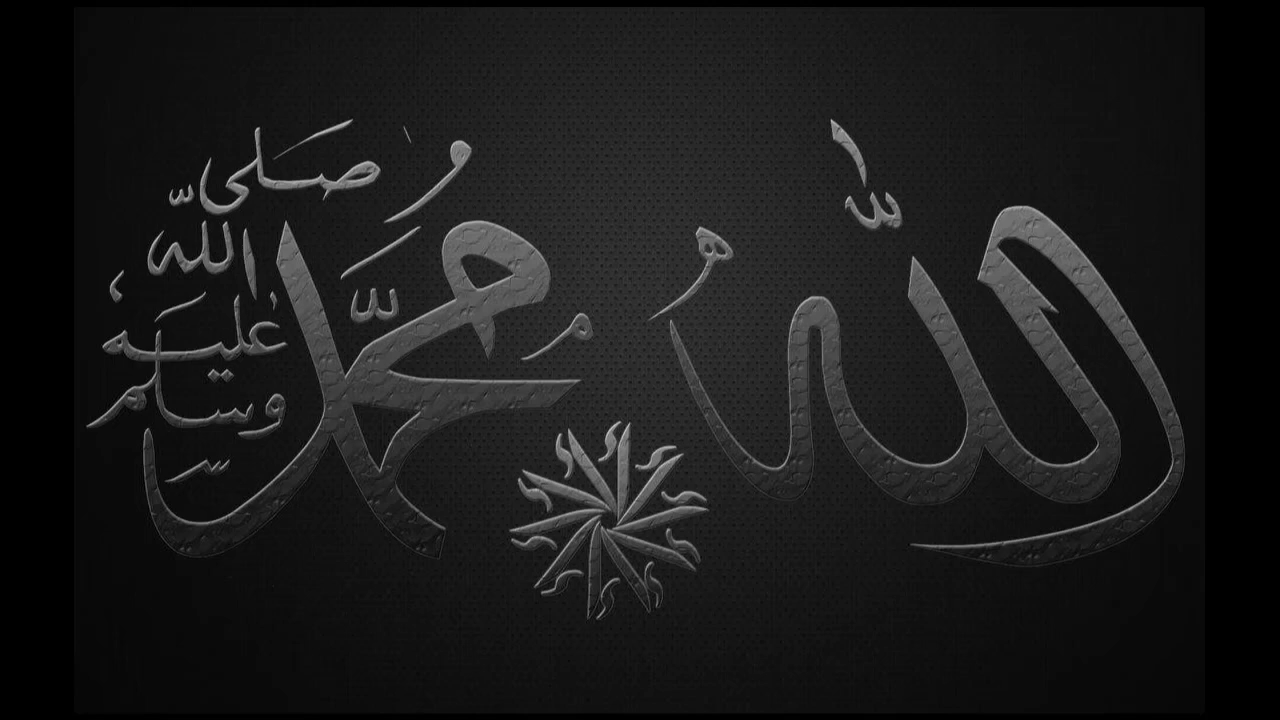 الله
محمد
صلى
الله
عليه
وسلم